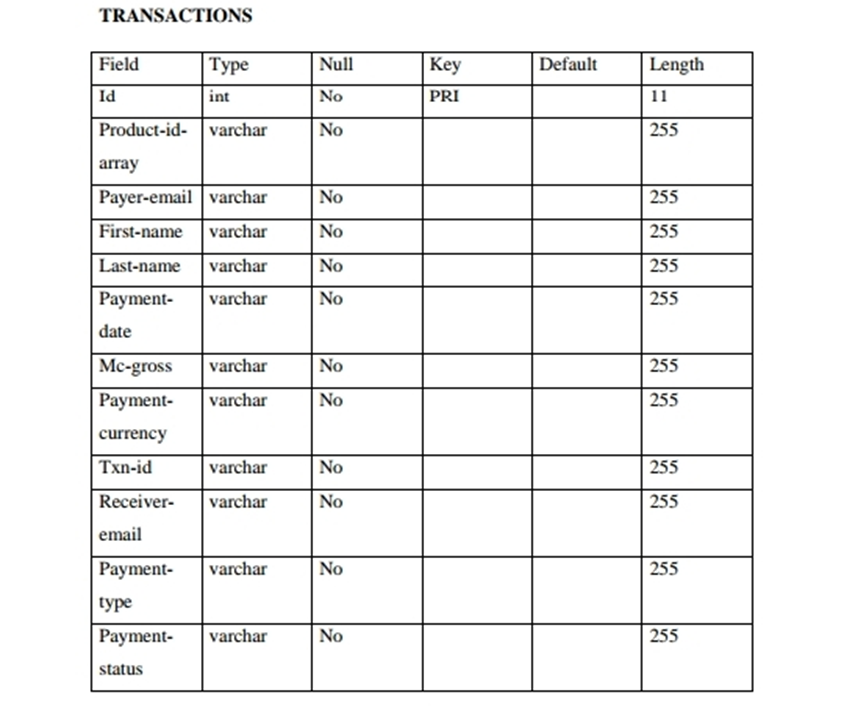 TRANSACTIONS
Field Type Null Key Default Length
Id int No PRI 11
Product-id- varchar No 255
array
Payer-email varchar No 255
First-name varchar No 255
Last-name varchar No 255
Payment- varchar No 255
date
Mc-gross varchar No 255
Payment- varchar No 255
currency
Txn-id varchar No 255
Receiver- varchar No 255
email
Payment- varchar No 255
type
Payment- varchar No 255
status